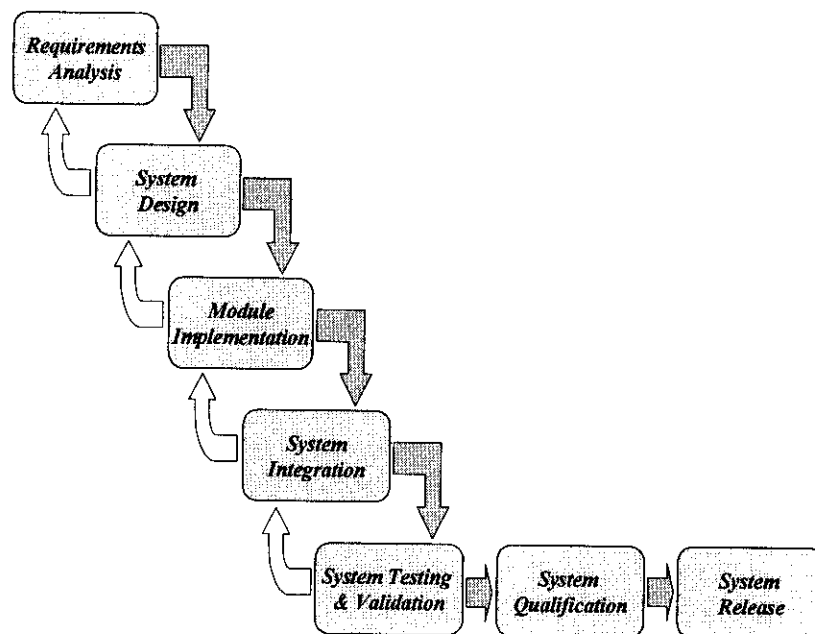 Requirements
Analysis
System
Design
Module
Implementation
System
Integration
System Testing
& Validation
System
Qualification
System
Release